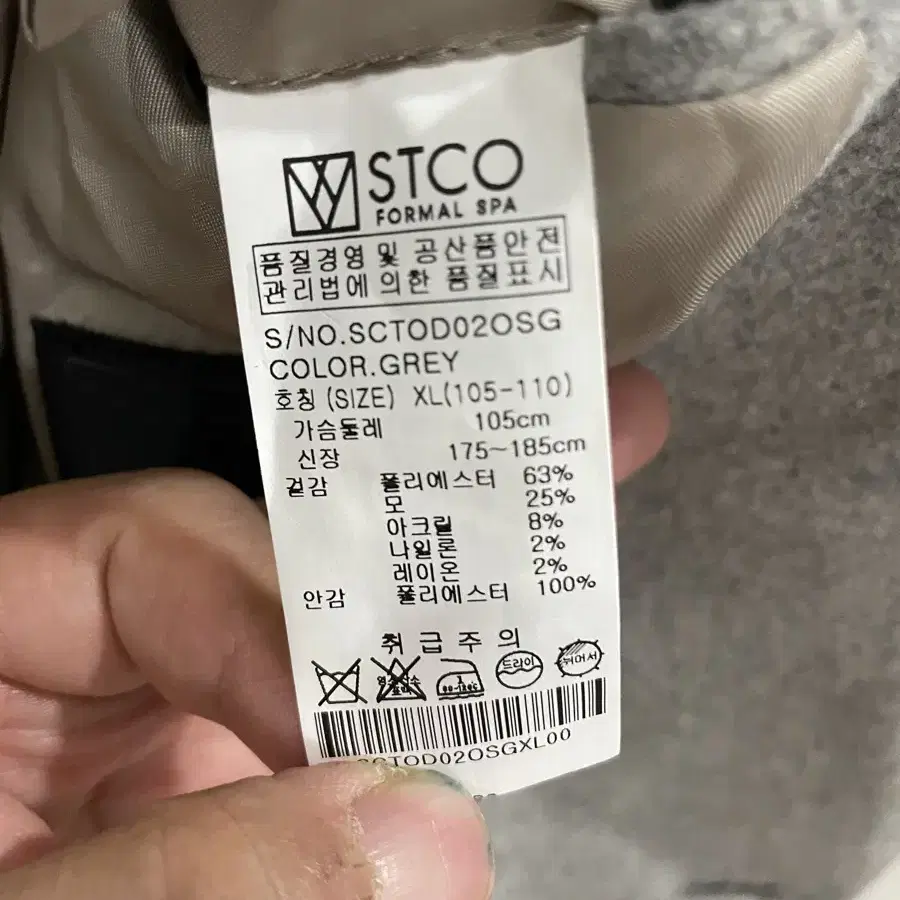 STCO
FORMAL SPA
품질경영 및 공산품안전
관리법에 의한 품질표시
S/NO.SCTOD02OSG
COLOR.GREY
호칭 (SIZE) XL(105-110)
가슴둘레 105cm
신장 175~185cm
겉감 폴리에스터 63%
모 25%
아크릴 8%
나일론 2%
레이온 2%
안감 폴리에스터 100%
취급주의
드라이 뉘어서
SCTOD02OSGXL00